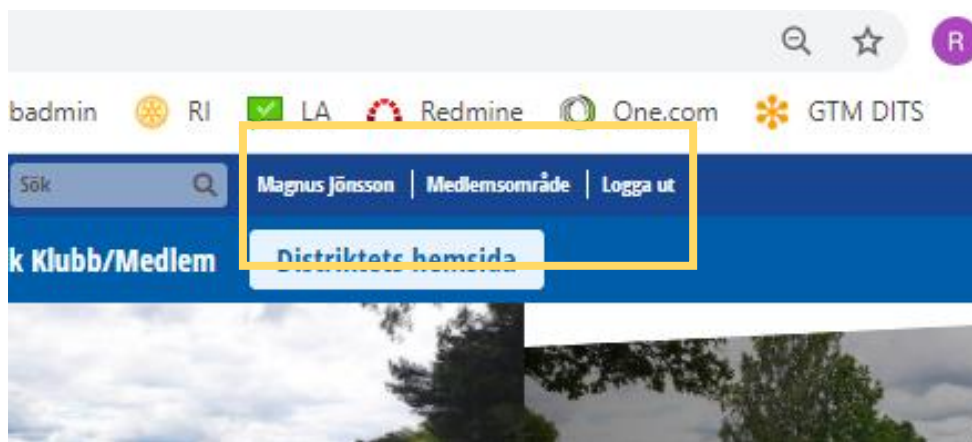 R
badmin RI LA Redmine One.com GTM DITS
Sök Magnus Jönsson Medlemsområde Logga ut
k Klubb/Medlem Distriktets hemsida